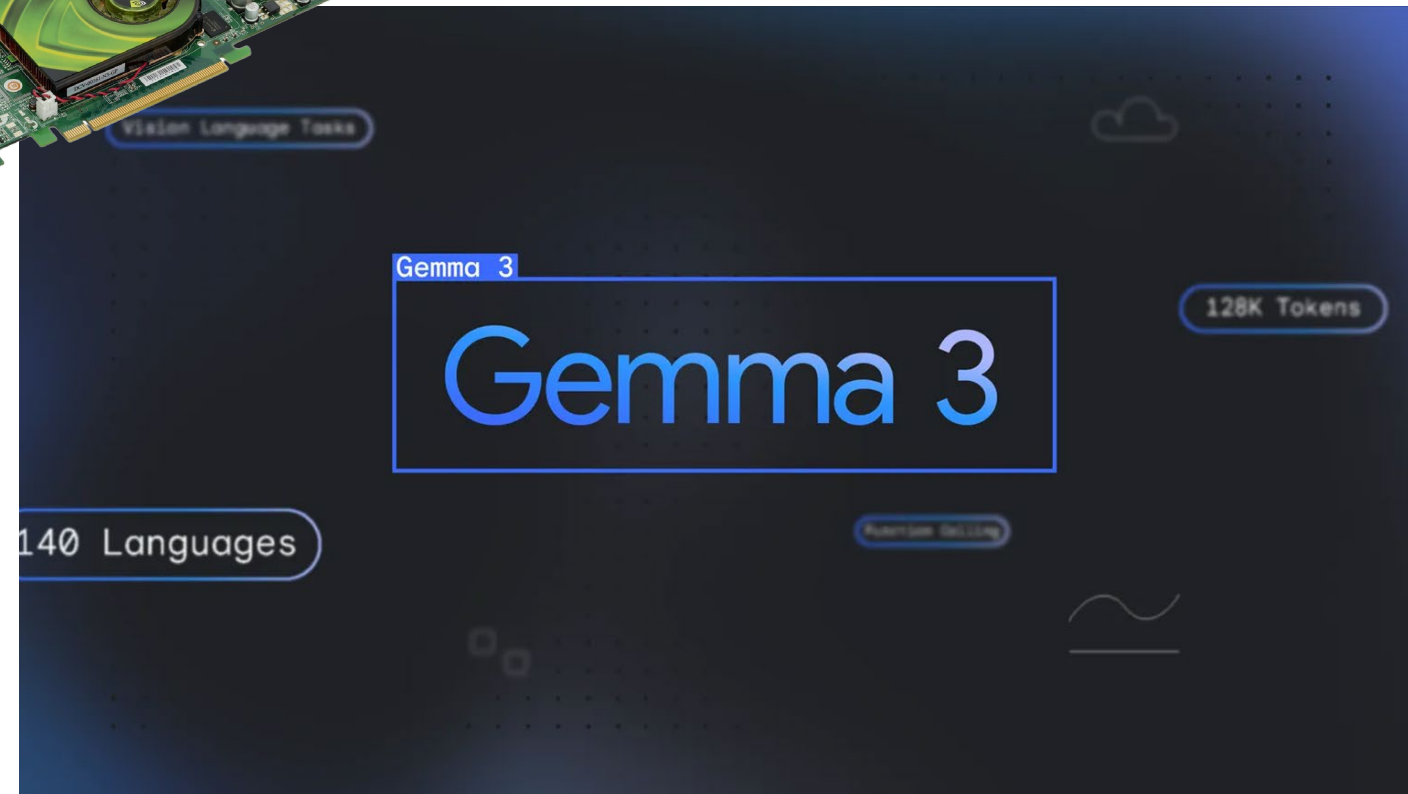 Vision Language Tasks
Gemma 3
128K Tokens
Gemma 3
140 Languages
Function Calling